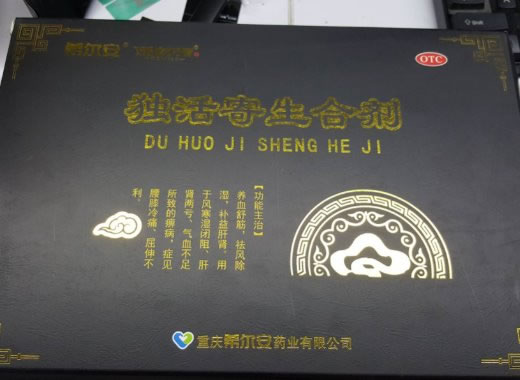 希尔安
OTC
独活寄生合剂
DU HUO JI SHENG HE JI
【功能主治】
养血舒筋，祛风除
湿，补益肝肾。用
于风寒湿闭阻，肝
肾两亏，气血不足
所致的痹病，症见
腰膝冷痛、屈伸不
利。
重庆希尔安药业有限公司